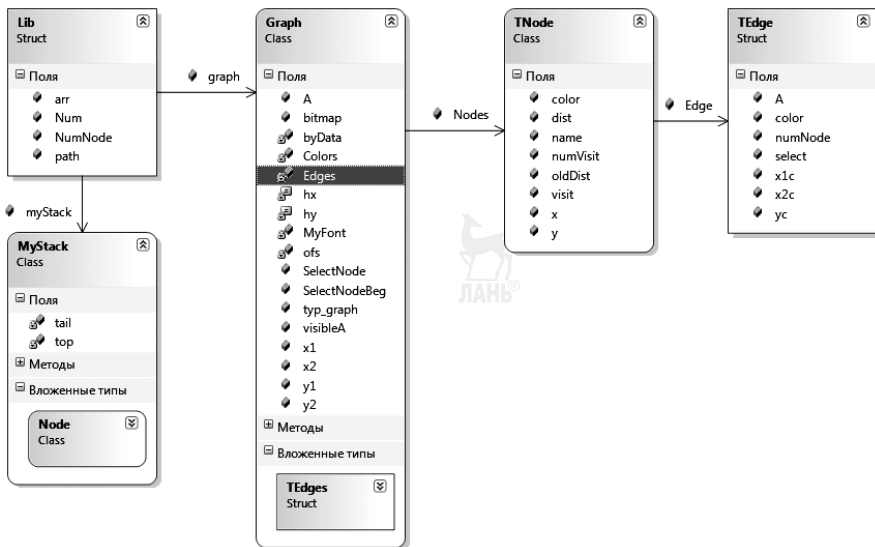 Lib
Struct
Поля
arr
Num
NumNode
path
graph
myStack
MyStack
Class
Поля
tail
top
Методы
Вложенные типы
Node
Class
Graph
Class
Поля
A
bitmap
byData
Colors
Edges
hx
hy
MyFont
ofs
SelectNode
SelectNodeBeg
typ_graph
visibleA
x1
x2
y1
y2
Методы
Вложенные типы
TEdges
Struct
Nodes
TNode
Class
Поля
color
dist
name
numVisit
oldDist
visit
x
y
Edge
TEdge
Struct
Поля
A
color
numNode
select
x1c
x2c
yc
ЛАНЬ®